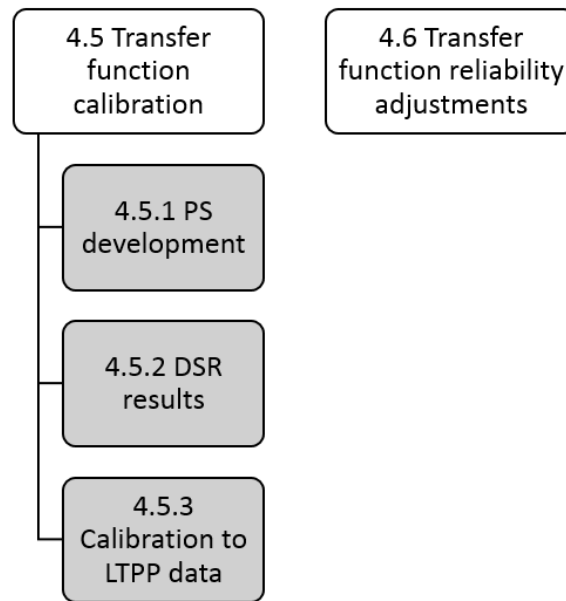 4.5 Transfer
function
calibration
4.6 Transfer
function reliability
adjustments
4.5.1 PS
development
4.5.2 DSR
results
4.5.3
Calibration to
LTPP data